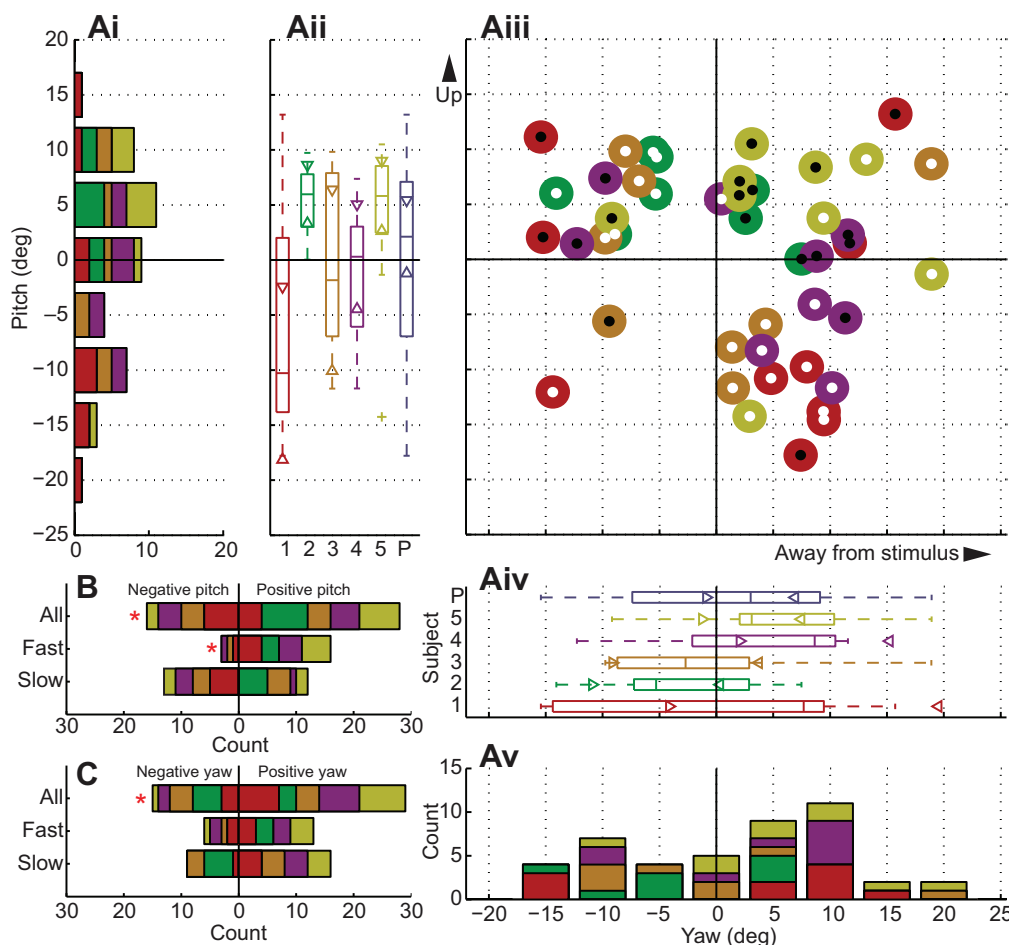 Ai
Aii
Aiii
20
15
10
5
0
−5
−10
−15
−20
−25
Pitch (deg)
0 10 20
1 2 3 4 5 P
Up
Away from stimulus
B
Negative pitch Positive pitch
All
*
Fast
*
Slow
30 20 10 0 10 20 30
Count
Aiv
P
5
4
3
2
1
Subject
C
Negative yaw Positive yaw
All
*
Fast
Slow
30 20 10 0 10 20 30
Count
Av
15
10
5
0
Count
−20 −15 −10 −5 0 5 10 15 20 25
Yaw (deg)